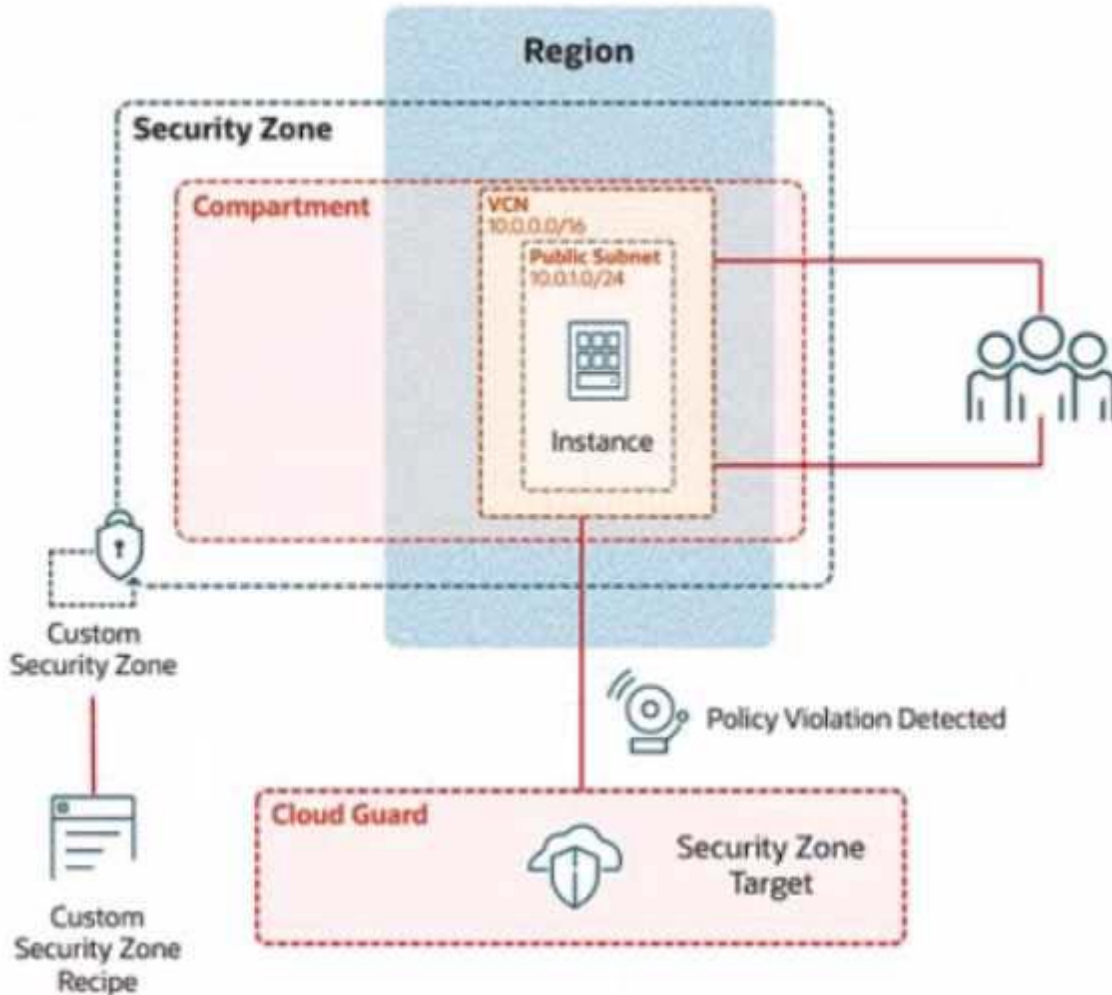 Region
Security Zone
Compartment
VCN
10.0.0.0/16
Public Subnet
10.0.1.0/24
Instance
Custom
Security Zone
Policy Violation Detected
Cloud Guard
Security Zone
Target
Custom
Security Zone
Recipe